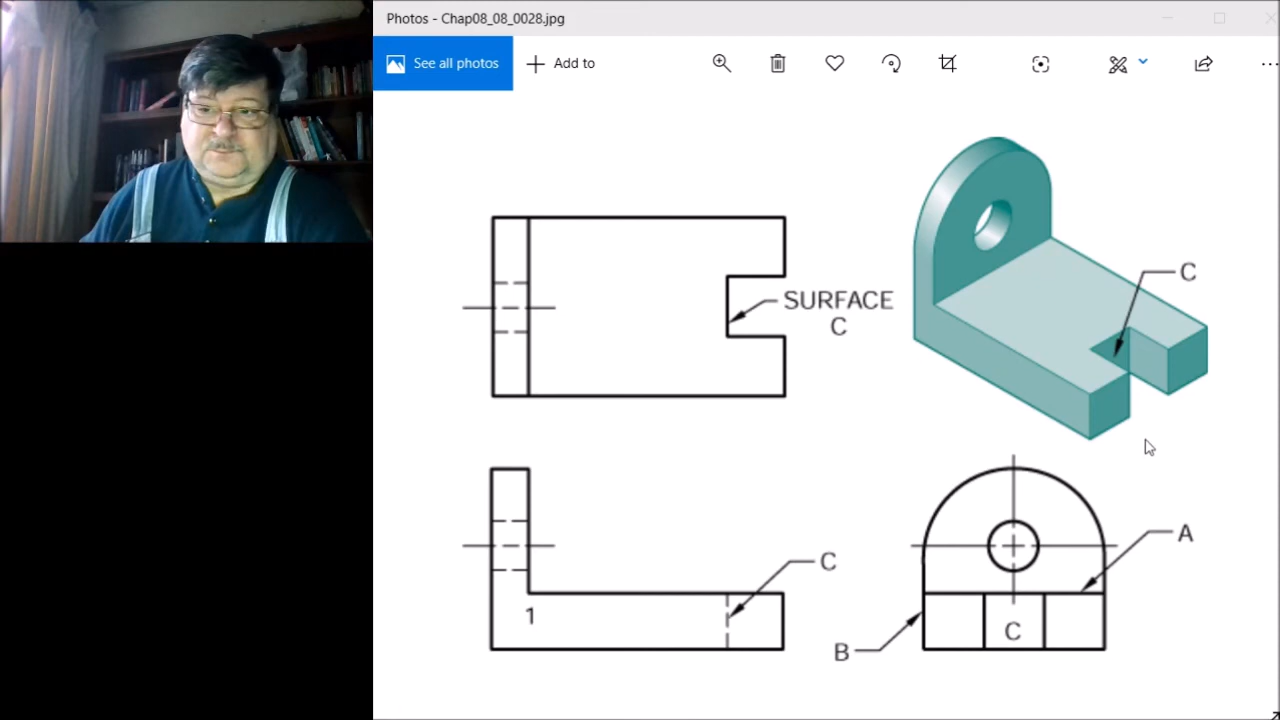 Photos - Chap08_08_0028.jpg
See all photos
Add to
C
SURFACE
C
C
A
1
C
B